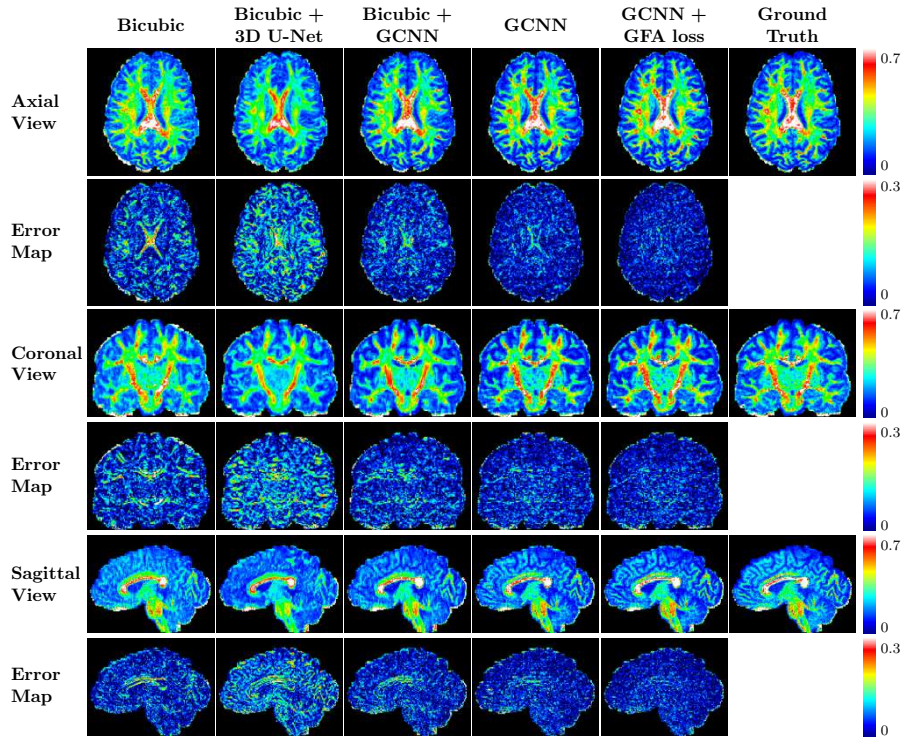 Bicubic
Bicubic +
3D U-Net
Bicubic +
GCNN
GCNN
GCNN +
GFA loss
Ground
Truth
Axial
View
0.7
0
Error
Map
0.3
0
Coronal
View
0.7
0
Error
Map
0.3
0
Sagittal
View
0.7
0
Error
Map
0.3
0